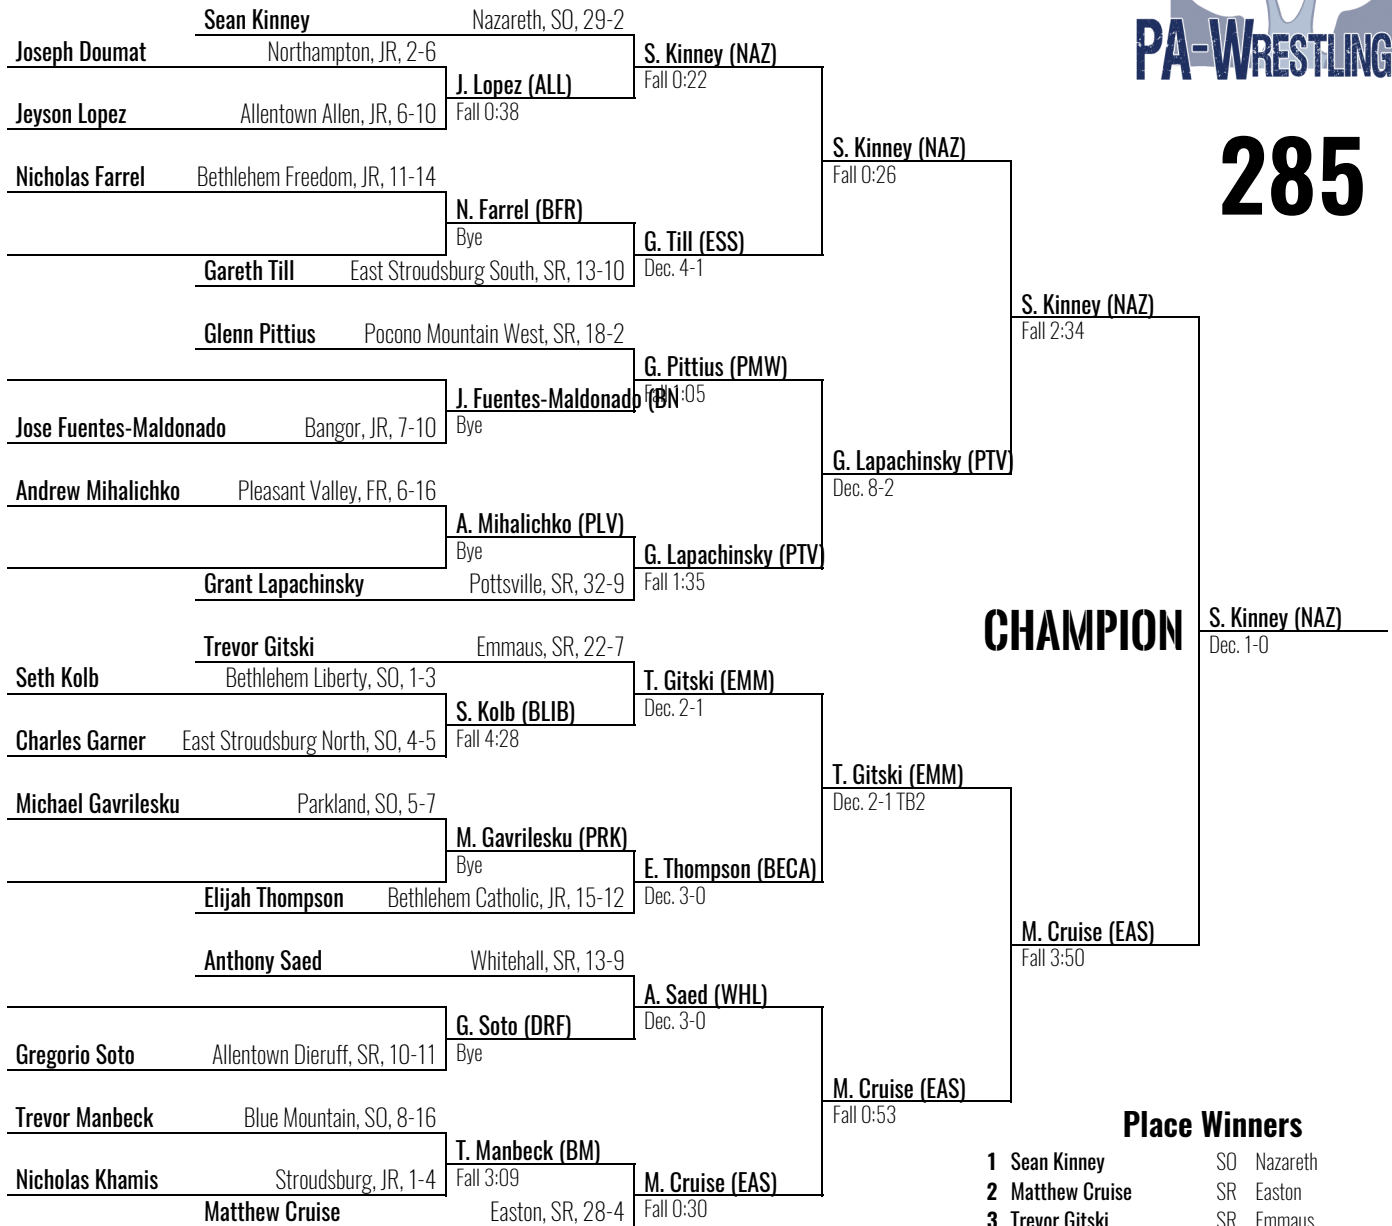 PA-WRESTLING
285
Sean Kinney Nazareth, SO, 29-2
Joseph Doumat Northampton, JR, 2-6
S. Kinney (NAZ)
Fall 0:22
J. Lopez (ALL)
Fall 0:38
Jeyson Lopez Allentown Allen, JR, 6-10
S. Kinney (NAZ)
Fall 0:26
Nicholas Farrel Bethlehem Freedom, JR, 11-14
N. Farrel (BFR)
Bye
G. Till (ESS)
Dec. 4-1
Gareth Till East Stroudsburg South, SR, 13-10
S. Kinney (NAZ)
Fall 2:34
Glenn Pittius Pocono Mountain West, SR, 18-2
G. Pittius (PMW)
Fall 1:05
J. Fuentes-Maldonado (BN
Bye
Jose Fuentes-Maldonado Bangor, JR, 7-10
G. Lapachinsky (PTV)
Dec. 8-2
Andrew Mihalichko Pleasant Valley, FR, 6-16
A. Mihalichko (PLV)
Bye
G. Lapachinsky (PTV)
Fall 1:35
Grant Lapachinsky Pottsville, SR, 32-9
CHAMPION
S. Kinney (NAZ)
Dec. 1-0
Trevor Gitski Emmaus, SR, 22-7
Seth Kolb Bethlehem Liberty, SO, 1-3
T. Gitski (EMM)
Dec. 2-1
S. Kolb (BLIB)
Fall 4:28
Charles Garner East Stroudsburg North, SO, 4-5
T. Gitski (EMM)
Dec. 2-1 TB2
Michael Gavrilesku Parkland, SO, 5-7
M. Gavrilesku (PRK)
Bye
E. Thompson (BECA)
Dec. 3-0
Elijah Thompson Bethlehem Catholic, JR, 15-12
M. Cruise (EAS)
Fall 3:50
Anthony Saed Whitehall, SR, 13-9
A. Saed (WHL)
Dec. 3-0
G. Soto (DRF)
Bye
Gregorio Soto Allentown Dieruff, SR, 10-11
M. Cruise (EAS)
Fall 0:53
Trevor Manbeck Blue Mountain, SO, 8-16
T. Manbeck (BM)
Fall 3:09
Nicholas Khamis Stroudsburg, JR, 1-4
M. Cruise (EAS)
Fall 0:30
Matthew Cruise Easton, SR, 28-4
Place Winners
1 Sean Kinney SO Nazareth
2 Matthew Cruise SR Easton
3 Trevor Gitski SR Emmaus